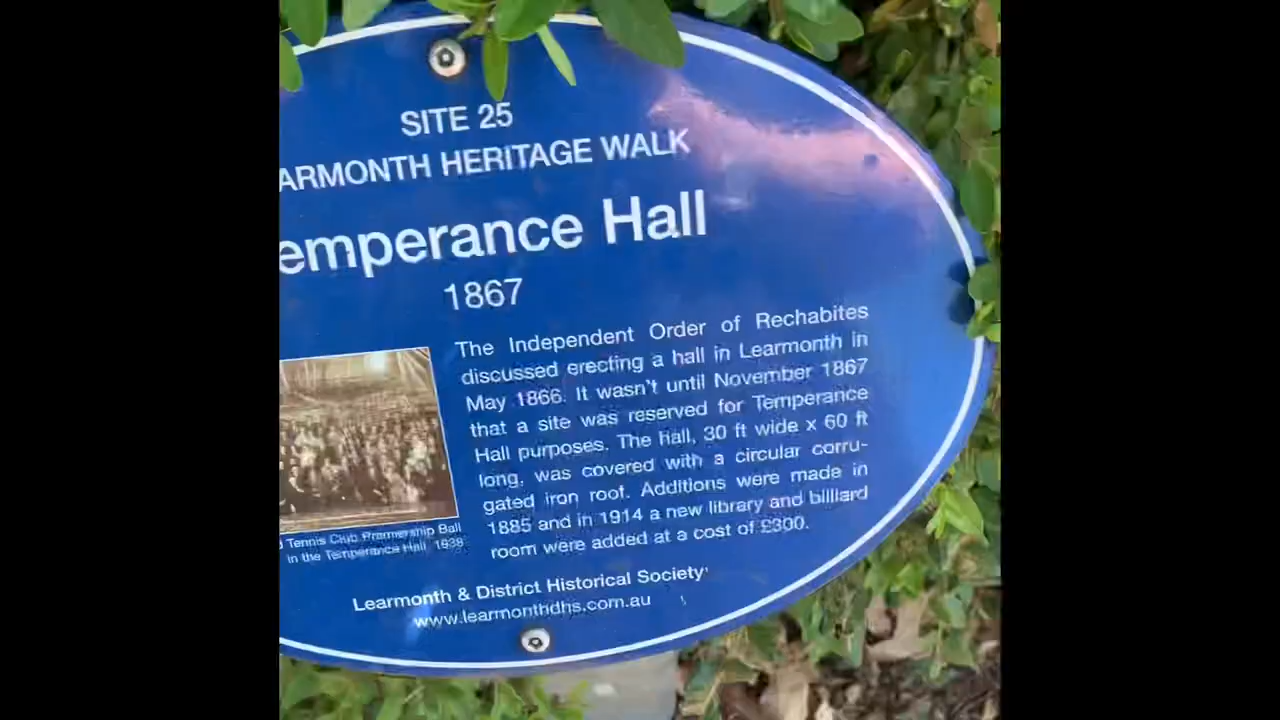 SITE 25
ARMONTH HERITAGE WALK
emperance Hall
1867
The Independent Order of Rechabites
discussed erecting a hall in Learmonth in
May 1866. It wasn't until November 1867
that a site was reserved for Temperance
Hall purposes. The hall, 30 ft wide x 60 ft
long, was covered with a circular corru-
gated iron roof. Additions were made in
1885 and in 1914 a new library and billiard
room were added at a cost of £300.
Tennis Club Premiership Ball
in the Temperance Hall 1938
Learmonth & District Historical Society
www.learmonthdhs.com.au